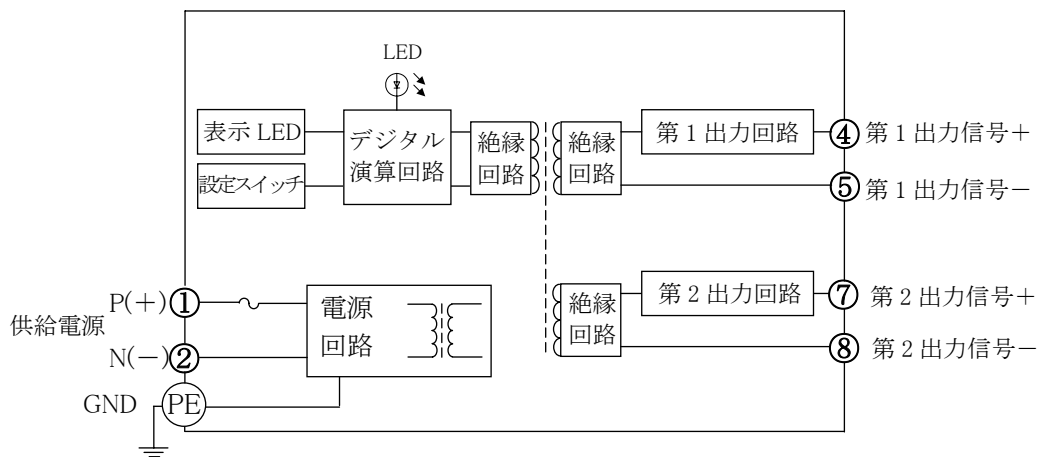 LED
表示 LED
設定スイッチ
デジタル
演算回路
絶縁
回路
絶縁
回路
第 1 出力回路
④ 第 1 出力信号＋
⑤ 第 1 出力信号－
供給電源
P(＋) ①
N(－) ②
GND
PE
電源
回路
絶縁
回路
第 2 出力回路
⑦ 第 2 出力信号＋
⑧ 第 2 出力信号－